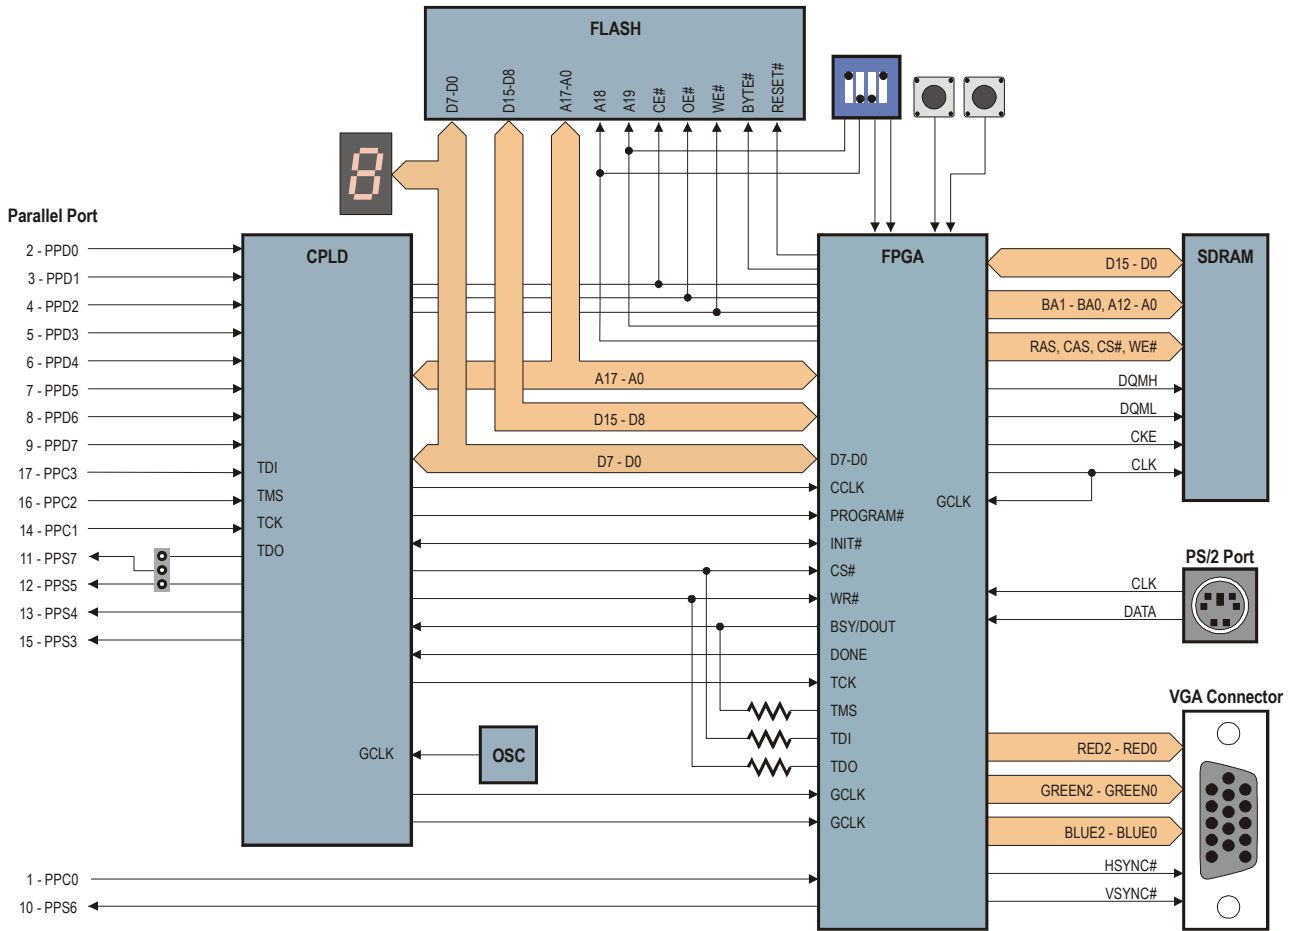 FLASH
D7-D0
D15-D8
A17-A0
A18
A19
CE#
OE#
WE#
BYTE#
RESET#
8
Parallel Port
2 - PPD0
3 - PPD1
4 - PPD2
5 - PPD3
6 - PPD4
7 - PPD5
8 - PPD6
9 - PPD7
17 - PPC3
16 - PPC2
14 - PPC1
11 - PPS7
12 - PPS5
13 - PPS4
15 - PPS3
1 - PPC0
10 - PPS6
CPLD
TDI
TMS
TCK
TDO
GCLK
OSC
A17 - A0
D15 - D8
D7 - D0
FPGA
D7-D0
CCLK
PROGRAM#
INIT#
CS#
WR#
BSY/DOUT
DONE
TCK
TMS
TDI
TDO
GCLK
GCLK
GCLK
D15 - D0
BA1 - BA0, A12 - A0
RAS, CAS, CS#, WE#
DQMH
DQML
CKE
CLK
SDRAM
PS/2 Port
CLK
DATA
VGA Connector
RED2 - RED0
GREEN2 - GREEN0
BLUE2 - BLUE0
HSYNC#
VSYNC#